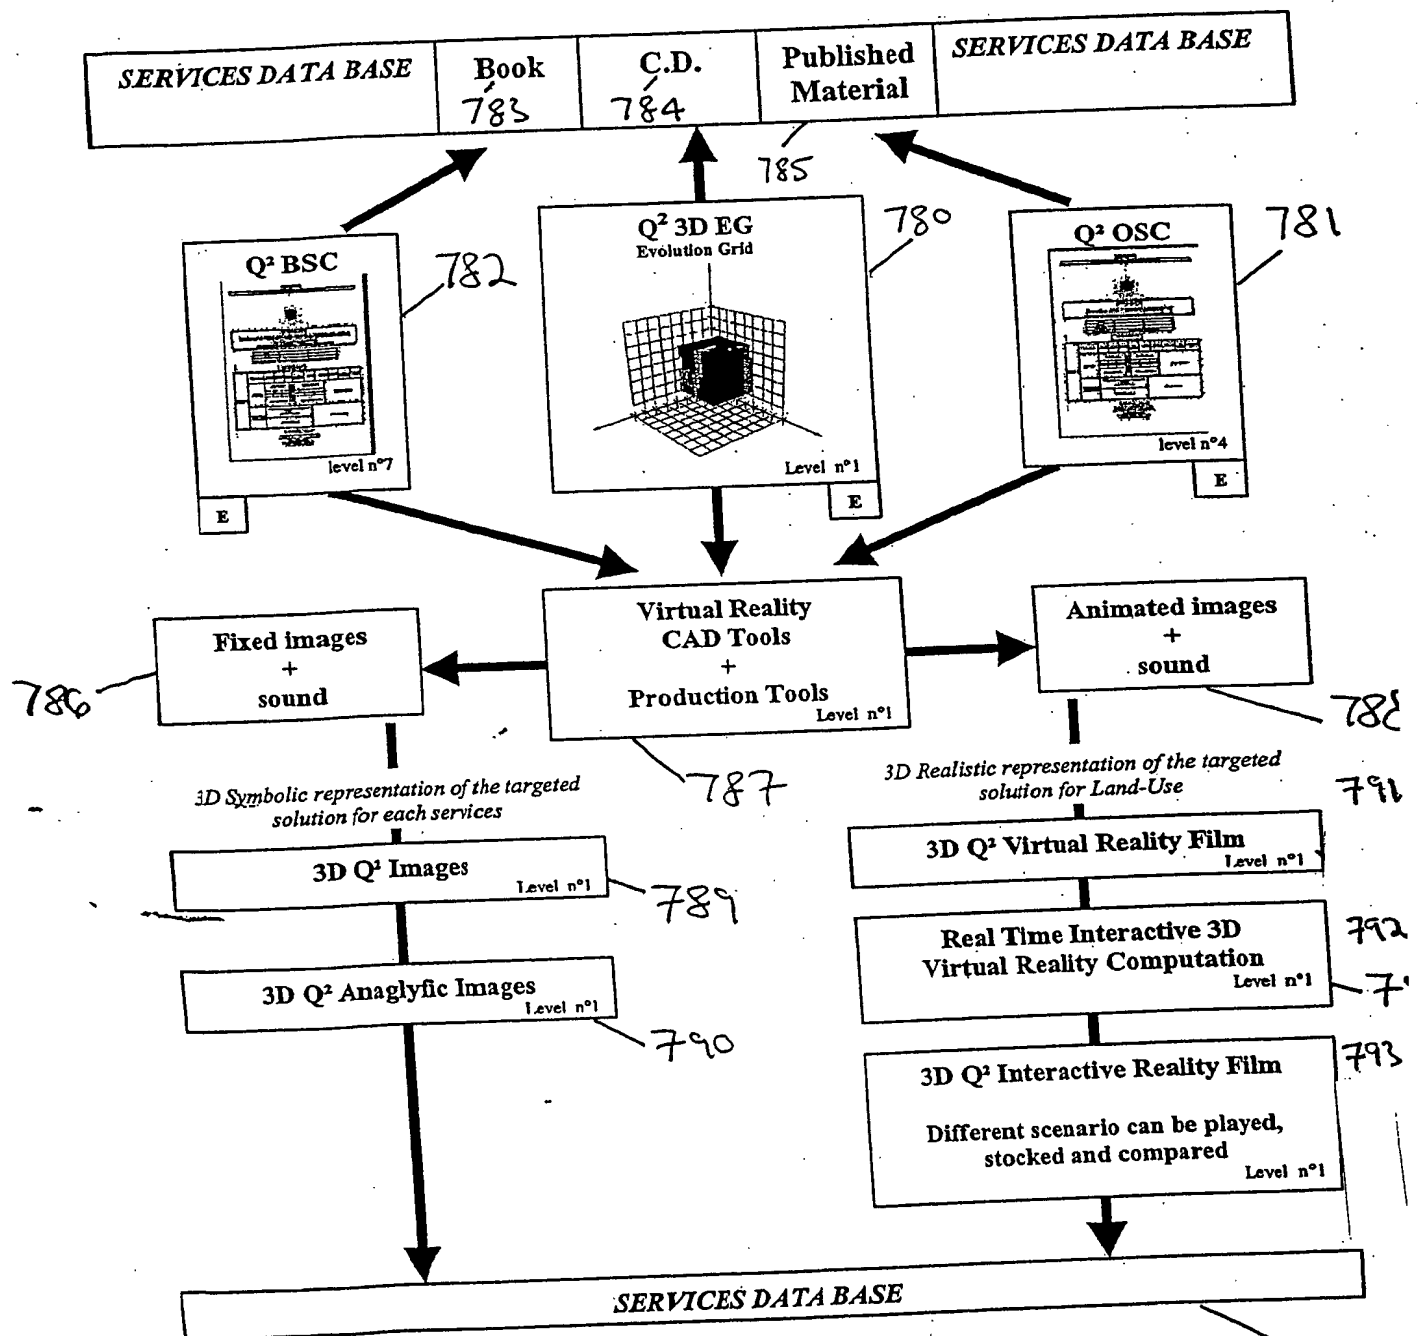 SERVICES DATA BASE
Book
783
C.D.
784
Published
Material
SERVICES DATA BASE
785
Q² BSC
level n°7
E
782
Q² 3D EG
Evolution Grid
Level n°1
E
780
Q² OSC
level n°4
E
781
Fixed images
+
sound
786
Virtual Reality
CAD Tools
+
Production Tools
Level n°1
787
Animated images
+
sound
3D Symbolic representation of the targeted
solution for each services
3D Realistic representation of the targeted
solution for Land-Use
791
3D Q² Images
Level n°1
789
3D Q² Virtual Reality Film
Level n°1
3D Q² Anaglyfic Images
Level n°1
790
Real Time Interactive 3D
Virtual Reality Computation
Level n°1
792
3D Q² Interactive Reality Film
Different scenario can be played,
stocked and compared
Level n°1
793
SERVICES DATA BASE